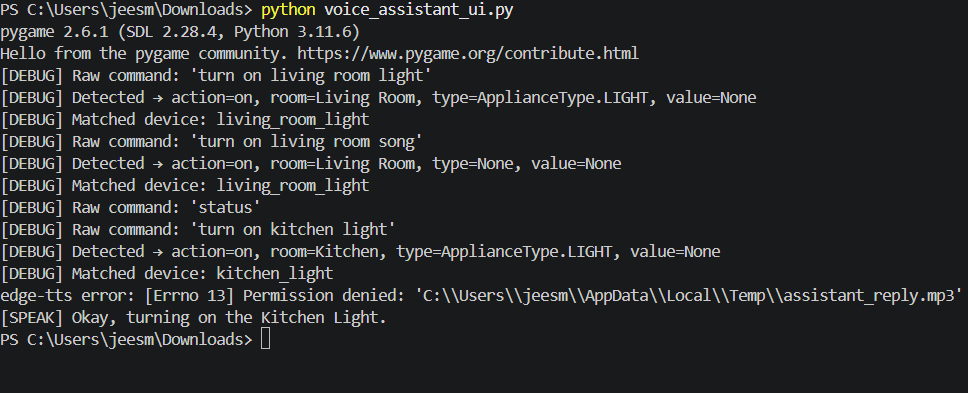 PS C:\Users\jeesm\Downloads> python voice_assistant_ui.py
pygame 2.6.1 (SDL 2.28.4, Python 3.11.6)
Hello from the pygame community. https://www.pygame.org/contribute.html
[DEBUG] Raw command: 'turn on living room light'
[DEBUG] Detected → action=on, room=Living Room, type=ApplianceType.LIGHT, value=None
[DEBUG] Matched device: living_room_light
[DEBUG] Raw command: 'turn on living room song'
[DEBUG] Detected → action=on, room=Living Room, type=None, value=None
[DEBUG] Matched device: living_room_light
[DEBUG] Raw command: 'status'
[DEBUG] Raw command: 'turn on kitchen light'
[DEBUG] Detected → action=on, room=Kitchen, type=ApplianceType.LIGHT, value=None
[DEBUG] Matched device: kitchen_light
edge-tts error: [Errno 13] Permission denied: 'C:\\Users\\jeesm\\AppData\\Local\\Temp\\assistant_reply.mp3'
[SPEAK] Okay, turning on the Kitchen Light.
PS C:\Users\jeesm\Downloads>